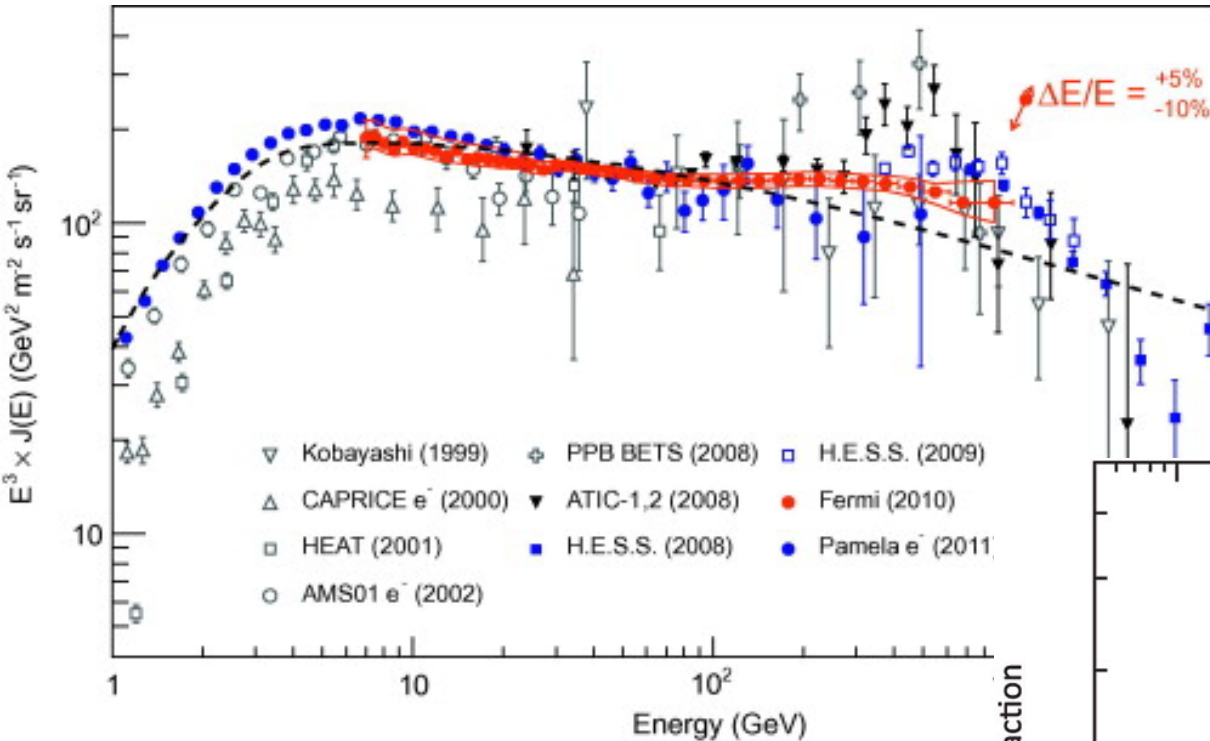 E³ × J(E) (GeV² m⁻² s⁻¹ sr⁻¹)
10²
10
ΔE/E = +5% -10%
Kobayashi (1999)
CAPRICE e⁻ (2000)
HEAT (2001)
AMS01 e⁻ (2002)
PPB BETS (2008)
ATIC-1,2 (2008)
H.E.S.S. (2008)
H.E.S.S. (2009)
Fermi (2010)
Pamela e⁻ (2011
1 10 10²
Energy (GeV)
action